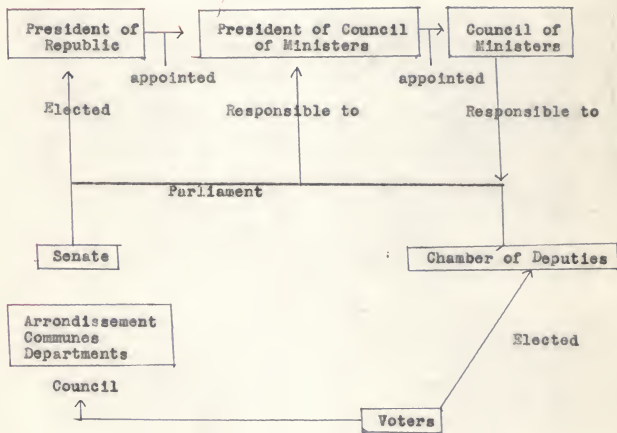 President of
Republic
President of Council
of Ministers
Council of
Ministers
appointed
appointed
Elected
Responsible to
Responsible to
Parliament
Senate
Chamber of Deputies
Arrondissement
Communes
Departments
Elected
Council
Voters